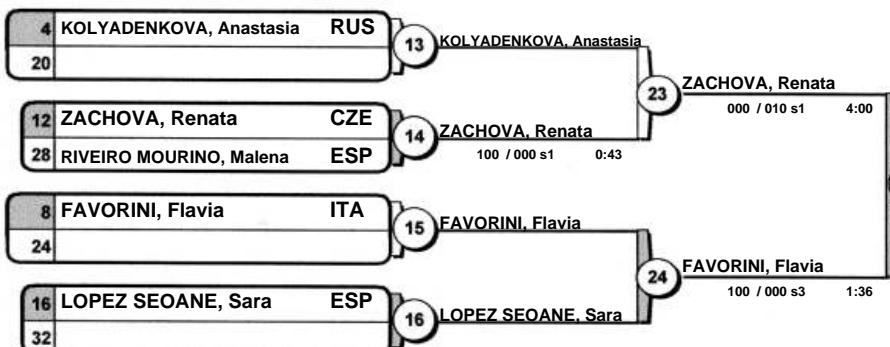 4 KOLYADENKOVA, Anastasia RUS
20
13 KOLYADENKOVA, Anastasia
12 ZACHOVA, Renata CZE
28 RIVEIRO MOURINO, Malena ESP
14 ZACHOVA, Renata
100 / 000 s1 0:43
23 ZACHOVA, Renata
000 / 010 s1 4:00
8 FAVORINI, Flavia ITA
24
15 FAVORINI, Flavia
16 LOPEZ SEOANE, Sara ESP
32
16 LOPEZ SEOANE, Sara
24 FAVORINI, Flavia
100 / 000 s3 1:36